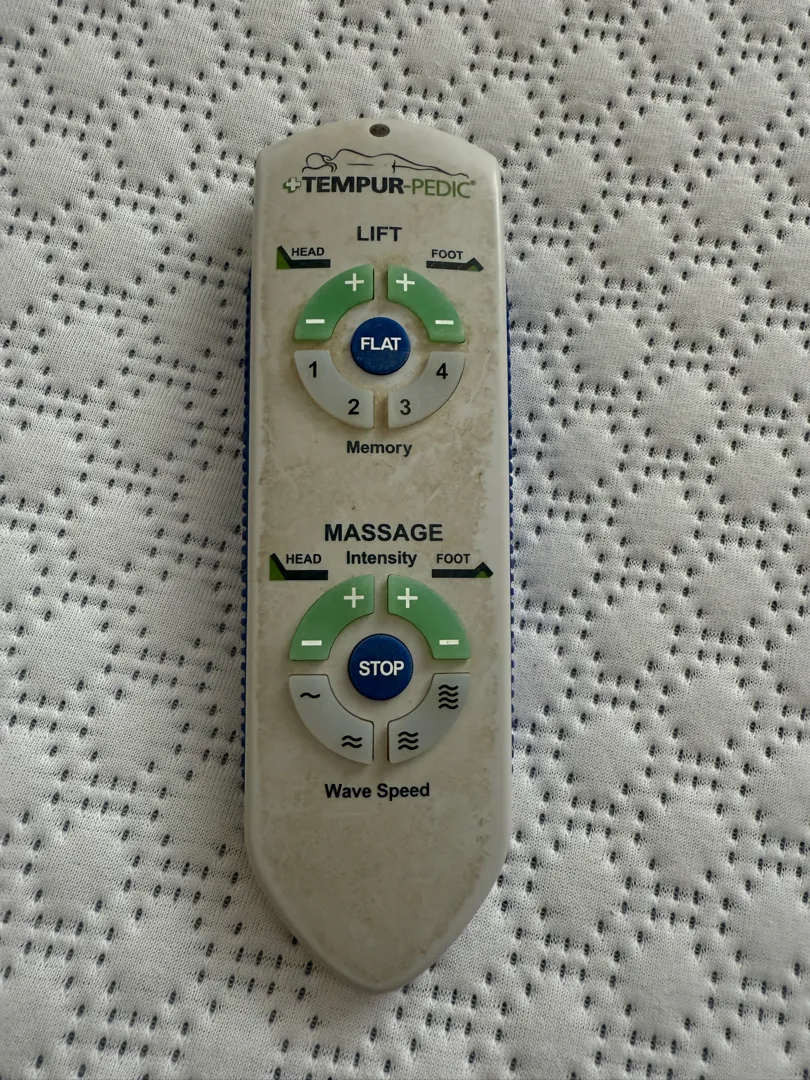 +TEMPUR-PEDIC®
LIFT
HEAD FOOT
+ +
− −
FLAT
1 4
2 3
Memory
MASSAGE
HEAD Intensity FOOT
+ +
− −
STOP
~ ≈
Wave Speed